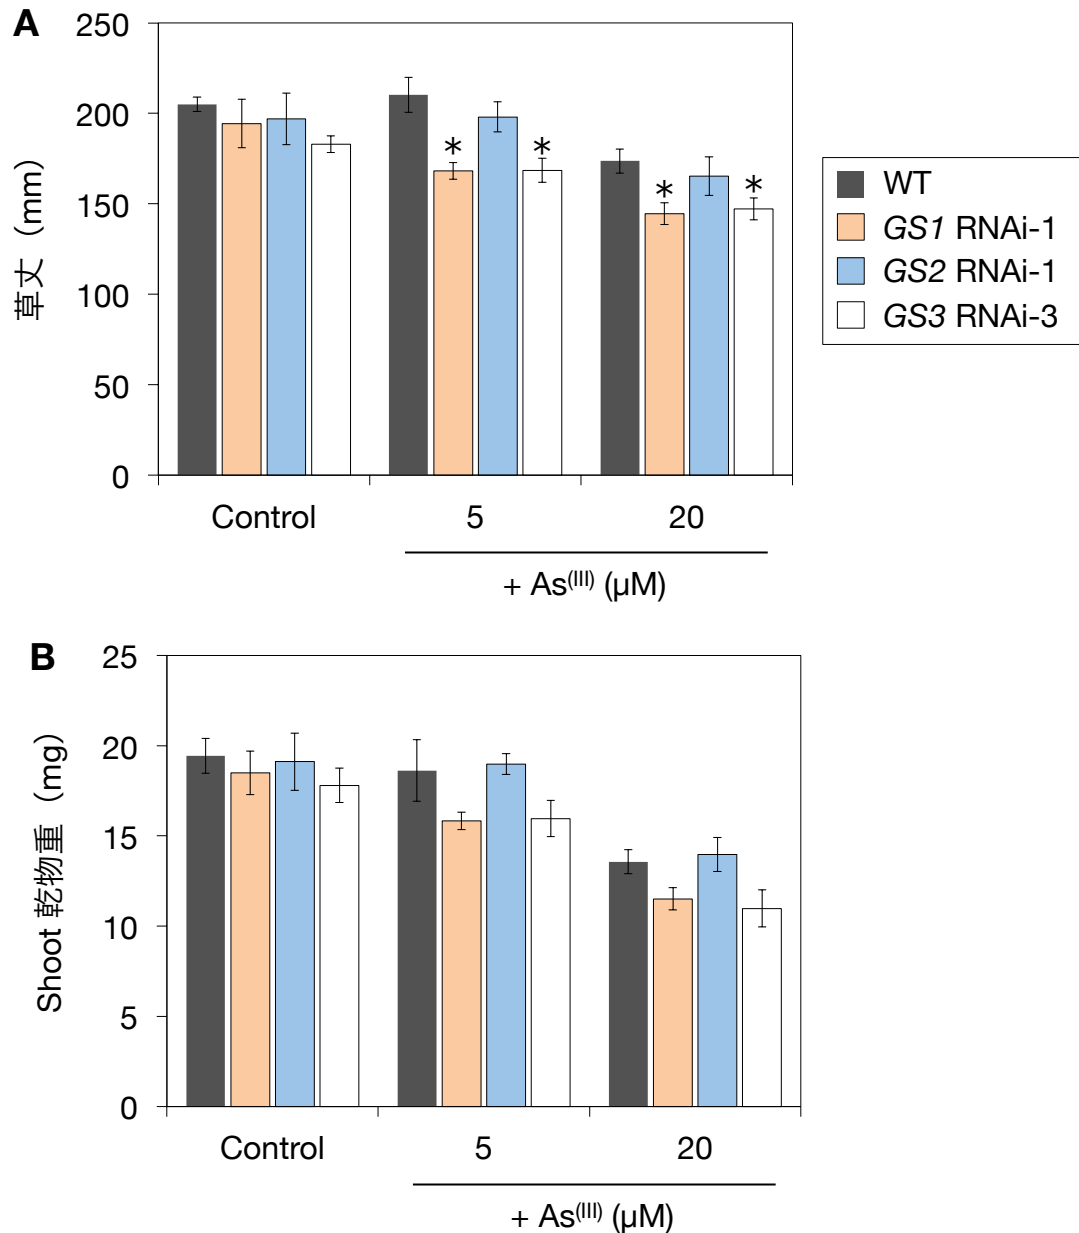 A
250
200
150
100
50
0
草丈（mm）
*
*
*
*
Control
5
20
+ As(III) (μM)
WT
GS1 RNAi-1
GS2 RNAi-1
GS3 RNAi-3
B
25
20
15
10
5
0
Shoot 乾物重（mg）
Control
5
20
+ As(III) (μM)